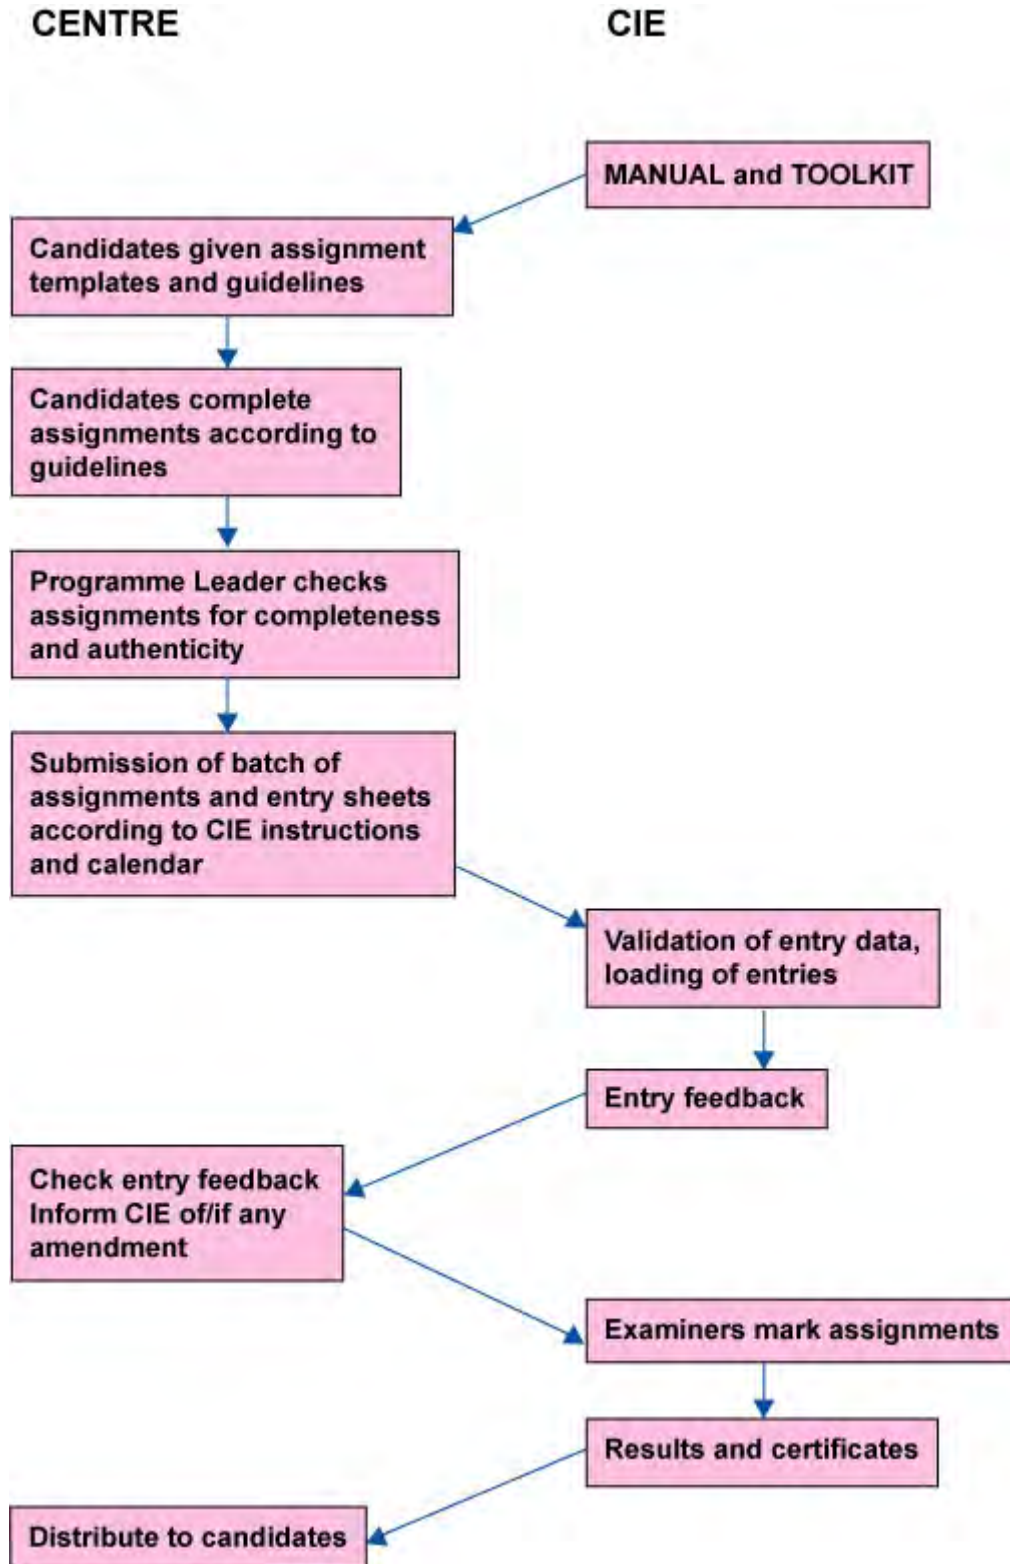 CENTRE
CIE
MANUAL and TOOLKIT
Candidates given assignment
templates and guidelines
Candidates complete
assignments according to
guidelines
Programme Leader checks
assignments for completeness
and authenticity
Submission of batch of
assignments and entry sheets
according to CIE instructions
and calendar
Validation of entry data,
loading of entries
Entry feedback
Check entry feedback
Inform CIE of/if any
amendment
Examiners mark assignments
Results and certificates
Distribute to candidates